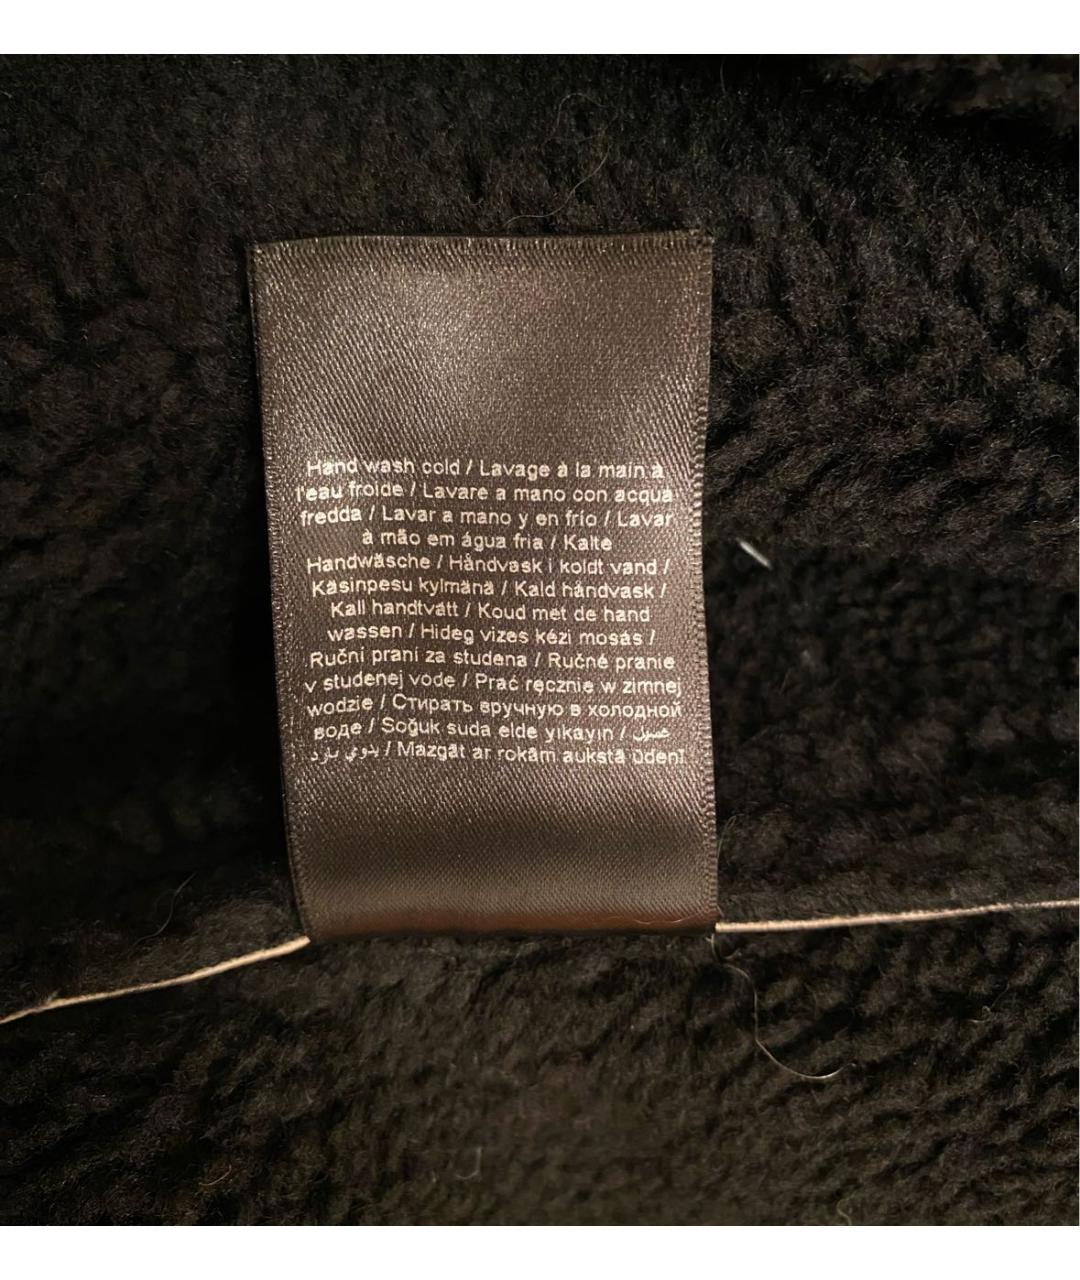 Hand wash cold / Lavage à la main à
l'eau froide / Lavare a mano con acqua
fredda / Lavar a mano y en frío / Lavar
à mão em água fria / Kalte
Handwäsche / Håndvask i koldt vand /
Käsinpesu kylmänä / Kald håndvask /
Kall handtvätt / Koud met de hand
wassen / Hideg vizes kézi mosás /
Ruční praní za studena / Ručné pranie
v studenej vode / Prać ręcznie w zimnej
wodzie / Стирать вручную в холодной
воде / Soğuk suda elde yıkayın / غسيل
يدوي بارد / Mazgāt ar rokām aukstā ūdenī